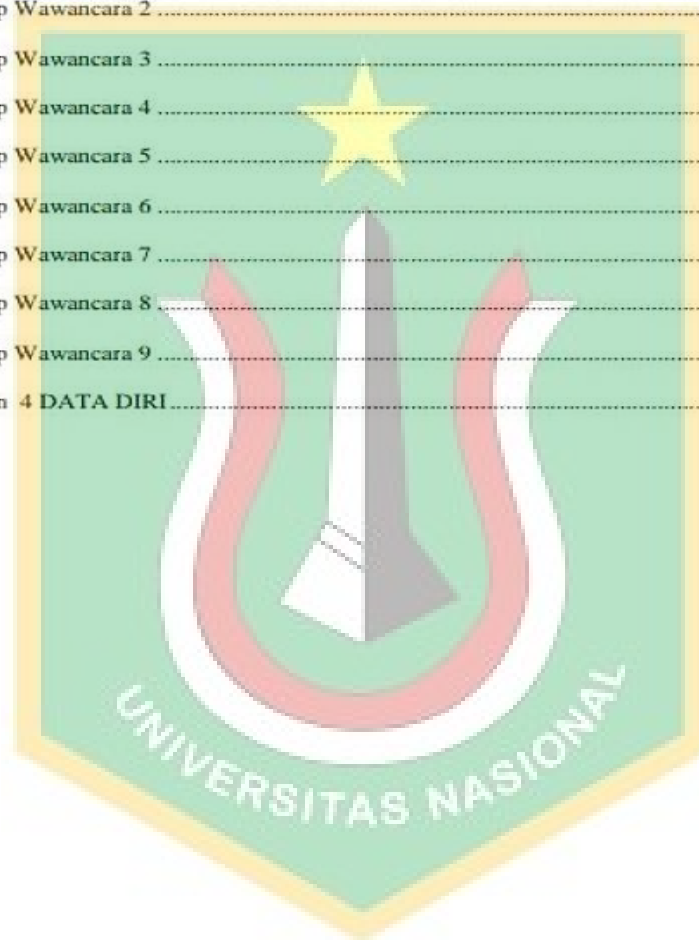 p Wawancara 2 ........................................................
p Wawancara 3 ........................................................
p Wawancara 4 ........................................................
p Wawancara 5 ........................................................
p Wawancara 6 ........................................................
p Wawancara 7 ........................................................
p Wawancara 8 ........................................................
p Wawancara 9 ........................................................
n 4 DATA DIRI ........................................................
UNIVERSITAS NASIONAL